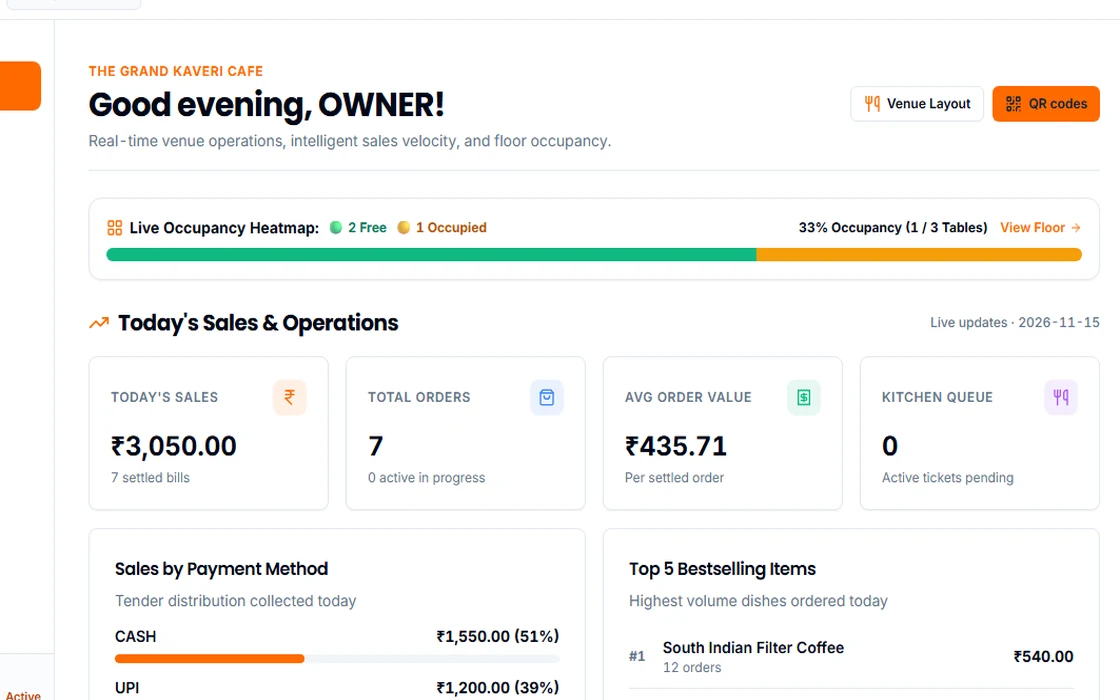 THE GRAND KAVERI CAFE
Good evening, OWNER!
Real-time venue operations, intelligent sales velocity, and floor occupancy.
Venue Layout
QR codes
Live Occupancy Heatmap: 2 Free 1 Occupied
33% Occupancy (1 / 3 Tables) View Floor →
Today's Sales & Operations
Live updates · 2026-11-15
TODAY'S SALES
₹
₹3,050.00
7 settled bills
TOTAL ORDERS
7
0 active in progress
AVG ORDER VALUE
$
₹435.71
Per settled order
KITCHEN QUEUE
0
Active tickets pending
Sales by Payment Method
Tender distribution collected today
CASH ₹1,550.00 (51%)
UPI ₹1,200.00 (39%)
Top 5 Bestselling Items
Highest volume dishes ordered today
#1 South Indian Filter Coffee ₹540.00
12 orders
Active